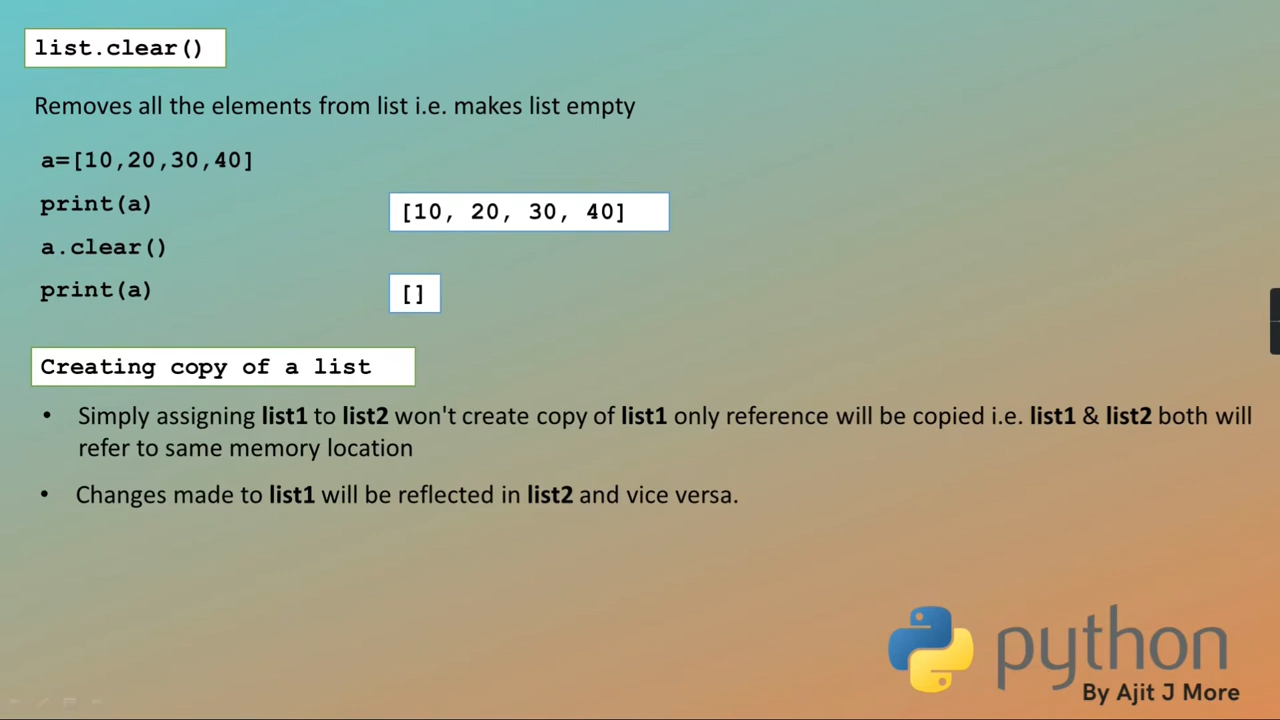 list.clear()
Removes all the elements from list i.e. makes list empty
a=[10,20,30,40]
print(a)
[10, 20, 30, 40]
a.clear()
print(a)
[]
Creating copy of a list
• Simply assigning list1 to list2 won't create copy of list1 only reference will be copied i.e. list1 & list2 both will
refer to same memory location
• Changes made to list1 will be reflected in list2 and vice versa.
python
By Ajit J More